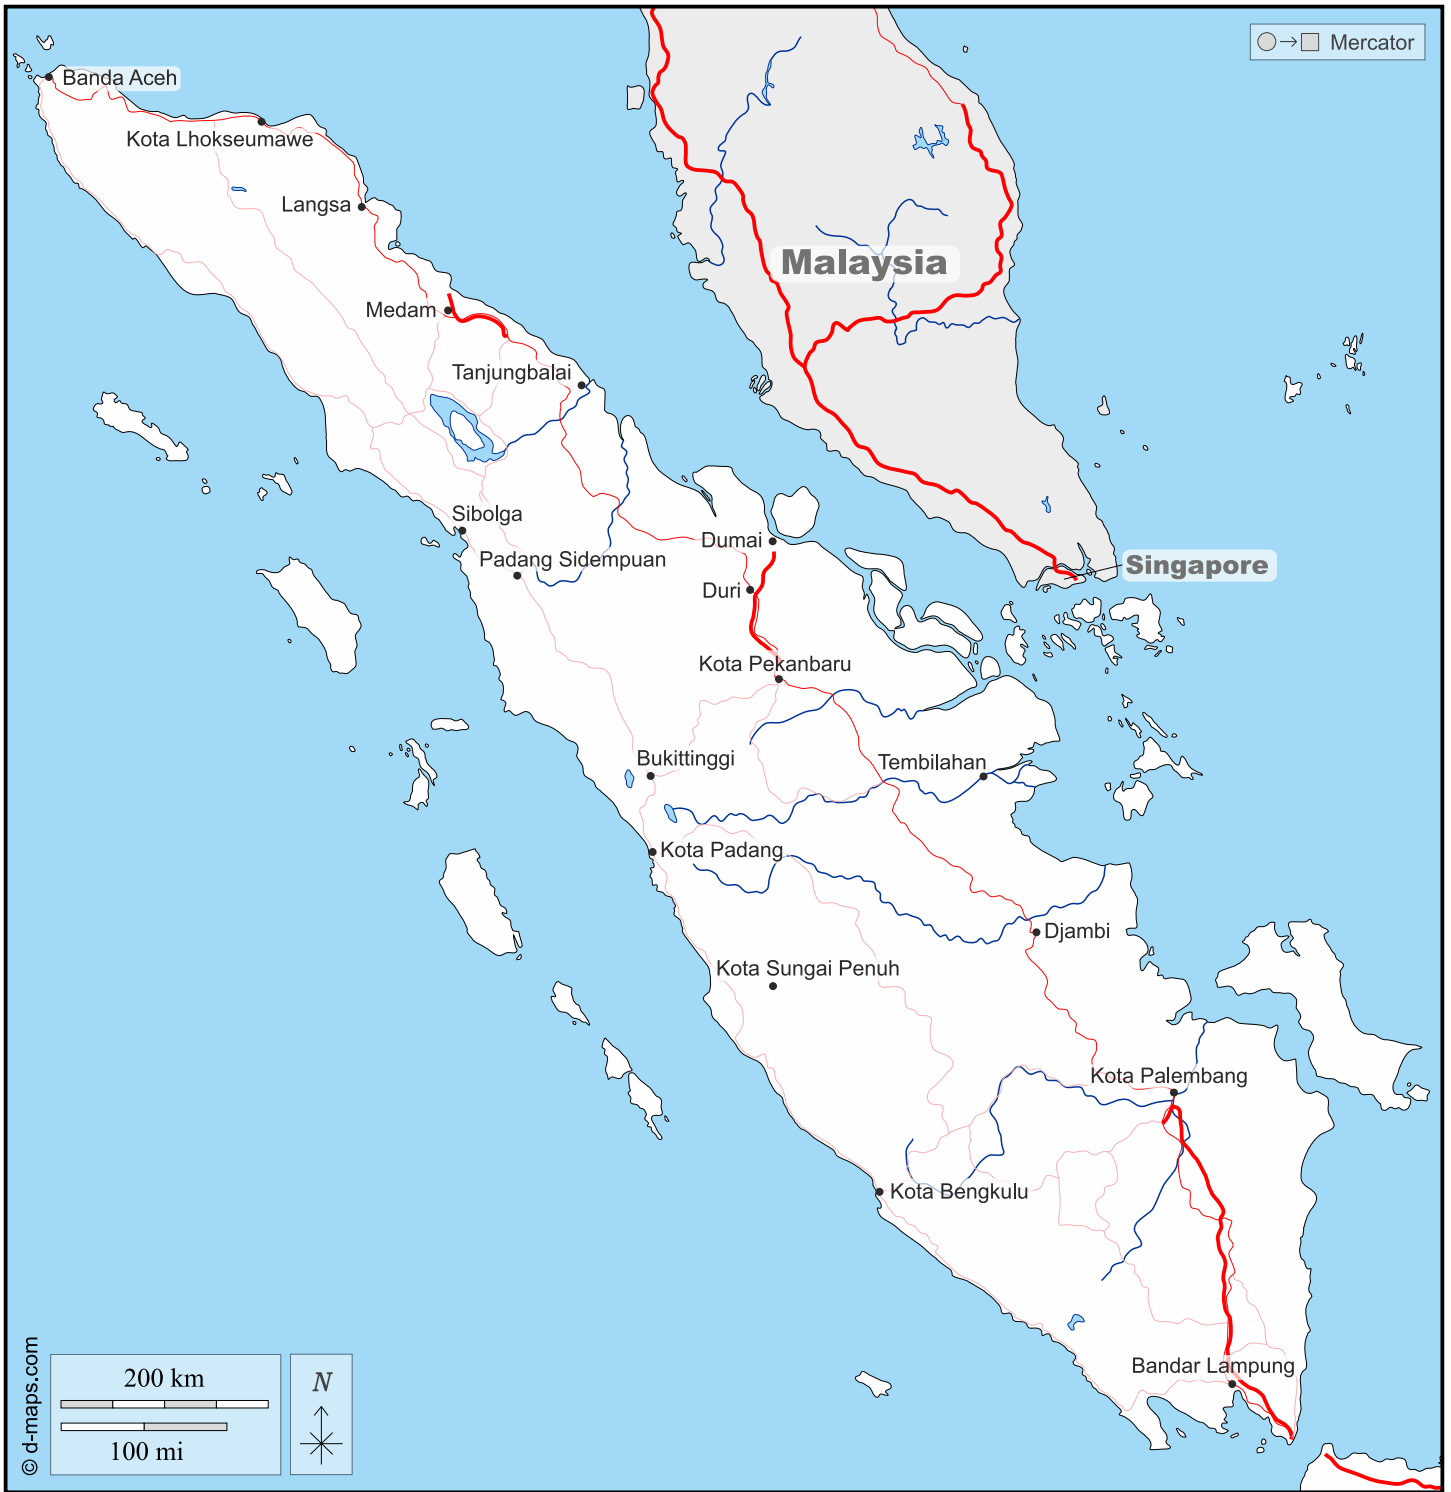 Mercator
Banda Aceh
Kota Lhokseumawe
Langsa
Malaysia
Medam
Tanjungbalai
Sibolga
Dumai
Padang Sidempuan
Singapore
Duri
Kota Pekanbaru
Bukittinggi
Tembilahan
Kota Padang
Djambi
Kota Sungai Penuh
Kota Palembang
Kota Bengkulu
Bandar Lampung
200 km
100 mi
N
© d-maps.com